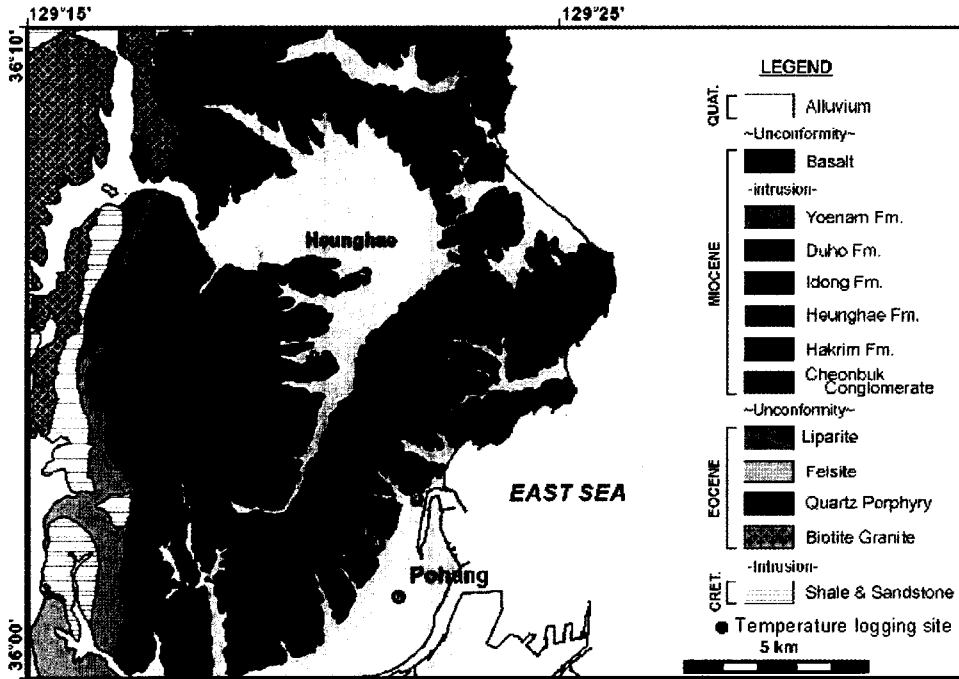 129°15'
129°25'
36°10'
36°00'
Heunghae
EAST SEA
Pohang
LEGEND
QUAT.
Alluvium
~Unconformity~
MIOCENE
Basalt
-intrusion-
Yoenam Fm.
Duho Fm.
Idong Fm.
Heunghae Fm.
Hakrim Fm.
Cheonbuk
Conglomerate
~Unconformity~
EOCENE
Liparite
Felsite
Quartz Porphyry
Biotite Granite
-Intrusion-
CRET.
Shale & Sandstone
Temperature logging site
5 km